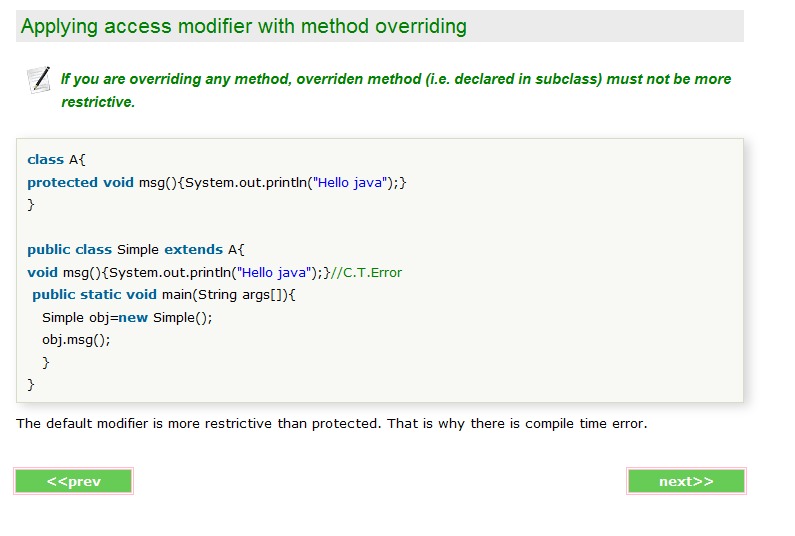 Applying access modifier with method overriding
If you are overriding any method, overriden method (i.e. declared in subclass) must not be more
restrictive.
class A{
protected void msg(){System.out.println("Hello java");}
}
public class Simple extends A{
void msg(){System.out.println("Hello java");}//C.T.Error
public static void main(String args[]){
Simple obj=new Simple();
obj.msg();
}
}
The default modifier is more restrictive than protected. That is why there is compile time error.
<<prev
next>>